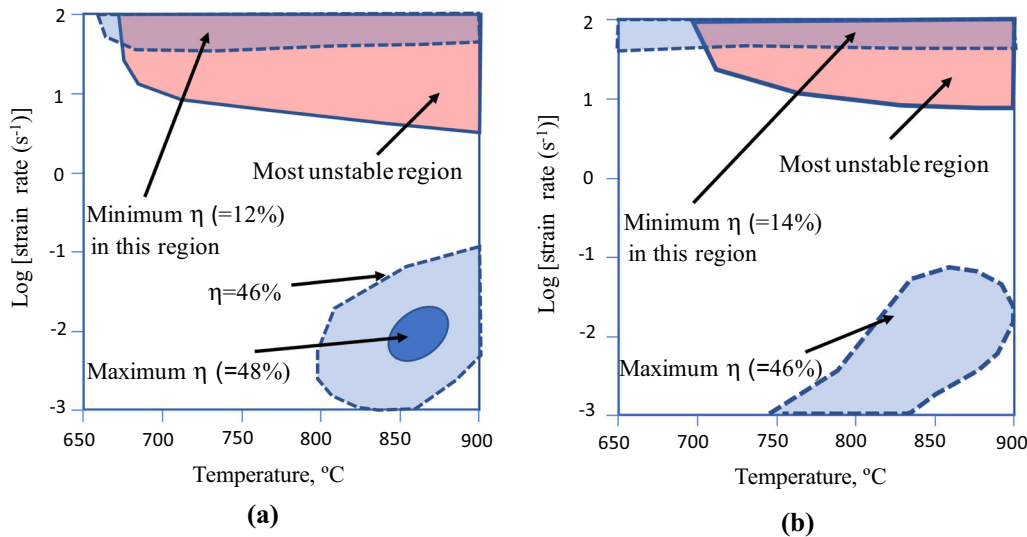 Log [strain rate (s-1)]
2
1
0
-1
-2
-3
Most unstable region
Minimum η (=12%)
in this region
η=46%
Maximum η (=48%)
650
700
750
800
850
900
Temperature, ºC
(a)
Log [strain rate (s-1)]
2
1
0
-1
-2
-3
Most unstable region
Minimum η (=14%)
in this region
Maximum η (=46%)
650
700
750
800
850
900
Temperature, ºC
(b)